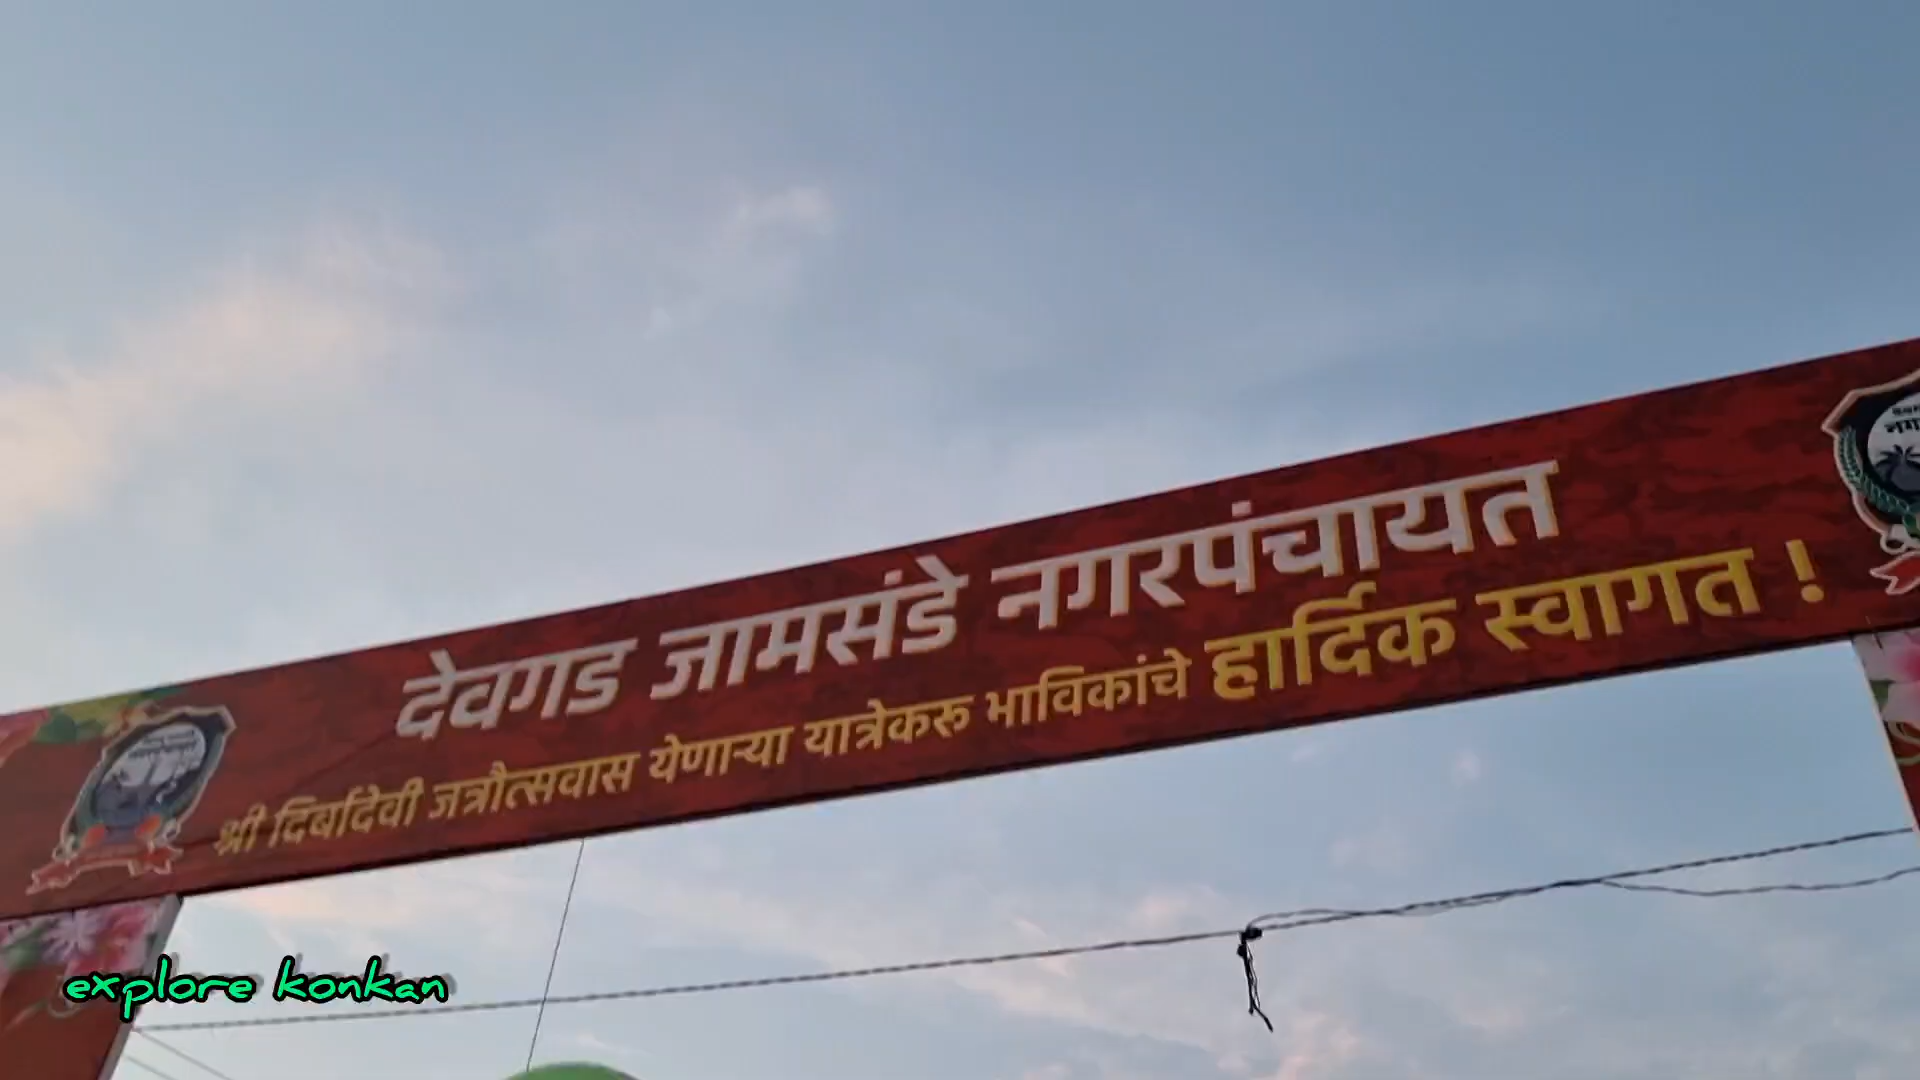 देवगड जामसंडे नगरपंचायत
श्री दिर्बादेवी जत्रौत्सवास येणाऱ्या यात्रेकरू भाविकांचे हार्दिक स्वागत !
explore konkan